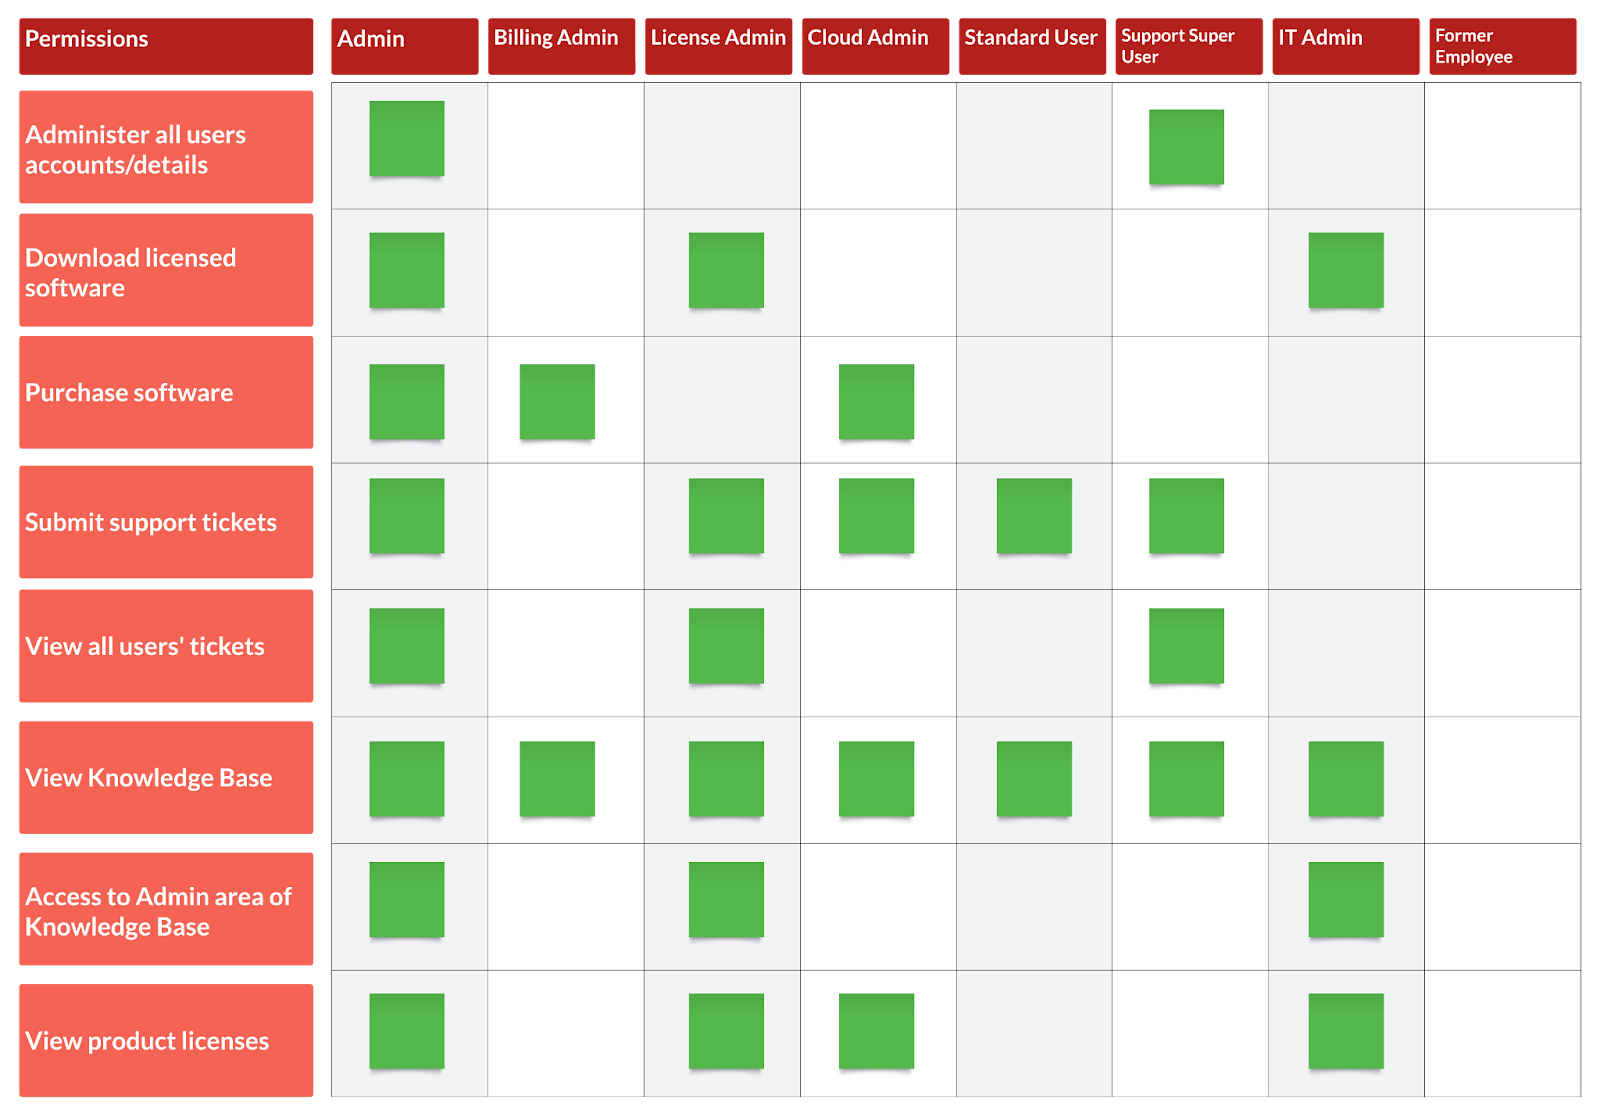 Permissions
Admin
Billing Admin
License Admin
Cloud Admin
Standard User
Support Super
User
IT Admin
Former
Employee
Administer all users
accounts/details
Download licensed
software
Purchase software
Submit support tickets
View all users' tickets
View Knowledge Base
Access to Admin area of
Knowledge Base
View product licenses